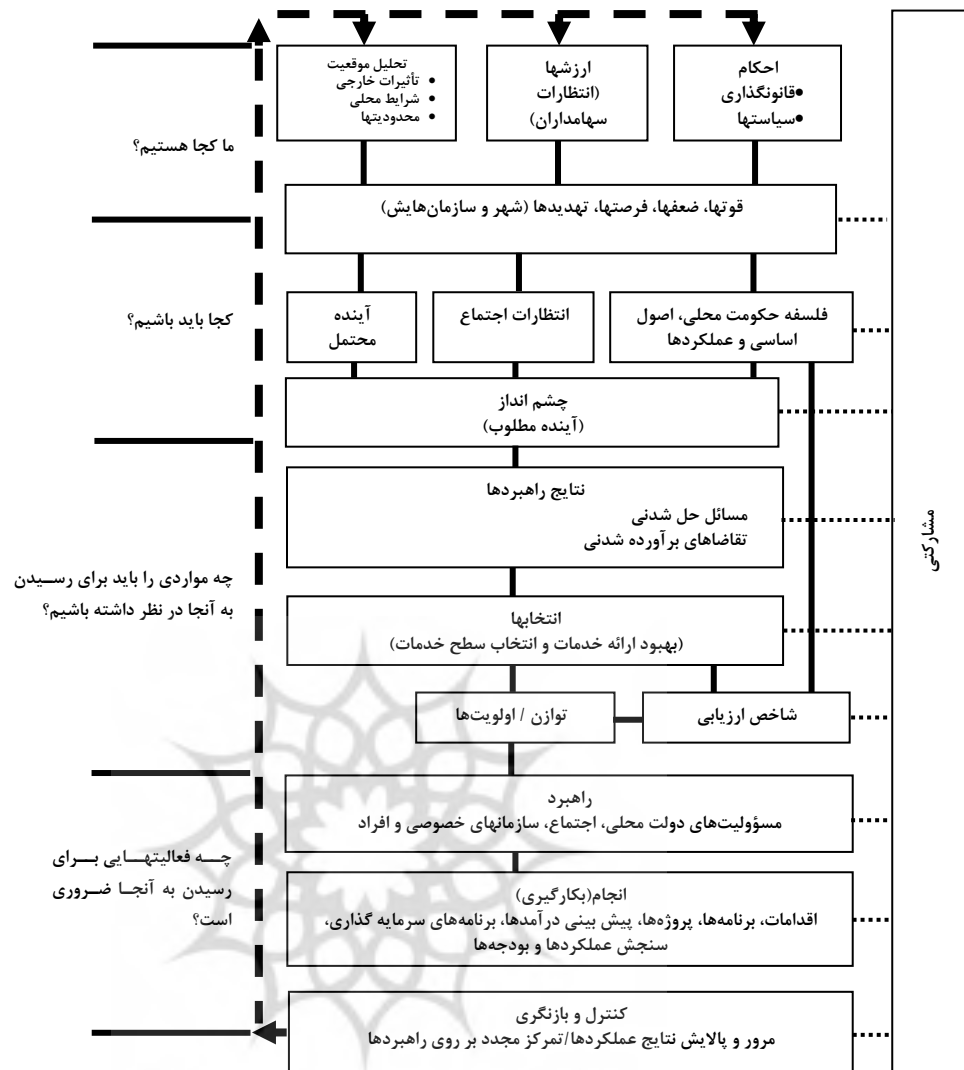 احکام
•قانونگذاری
•سیاستها
ارزشها
(انتظارات
سهامداران)
تحلیل موقعیت
• تأثیرات خارجی
• شرایط محلی
• محدودیتها
ما کجا هستیم؟
قوتها، ضعفها، فرصتها، تهدیدها (شهر و سازمان‌هایش)
فلسفه حکومت محلی، اصول
اساسی و عملکردها
انتظارات اجتماع
آینده
محتمل
کجا باید باشیم؟
چشم انداز
(آینده مطلوب)
نتایج راهبردها
مسائل حل شدنی
تقاضاهای برآورده شدنی
مشارکتی
چه مواردی را باید برای رسیدن
به آنجا در نظر داشته باشیم؟
انتخابها
(بهبود ارائه خدمات و انتخاب سطح خدمات)
شاخص ارزیابی
توازن / اولویت‌ها
راهبرد
مسؤولیت‌های دولت محلی، اجتماع، سازمانهای خصوصی و افراد
چه فعالیتهایی برای
رسیدن به آنجا ضروری
است؟
انجام(بکارگیری)
اقدامات، برنامه‌ها، پروژه‌ها، پیش بینی درآمدها، برنامه‌های سرمایه گذاری،
سنجش عملکردها و بودجه‌ها
کنترل و بازنگری
مرور و پالایش نتایج عملکردها/تمرکز مجدد بر روی راهبردها